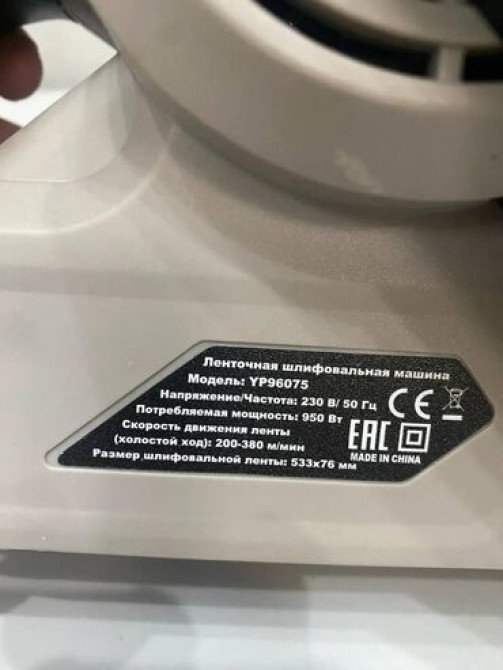 Ленточная шлифовальная машина
Модель: YP96075
Напряжение/Частота: 230 В/ 50 Гц
Потребляемая мощность: 950 Вт
Скорость движения ленты
(холостой ход): 200-380 м/мин
Размер шлифовальной ленты: 533x76 мм
CE
EAC
MADE IN CHINA